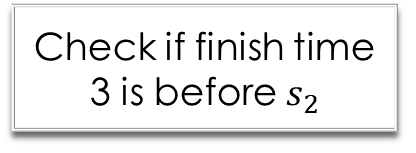 Check if finish time
3 is before s₂